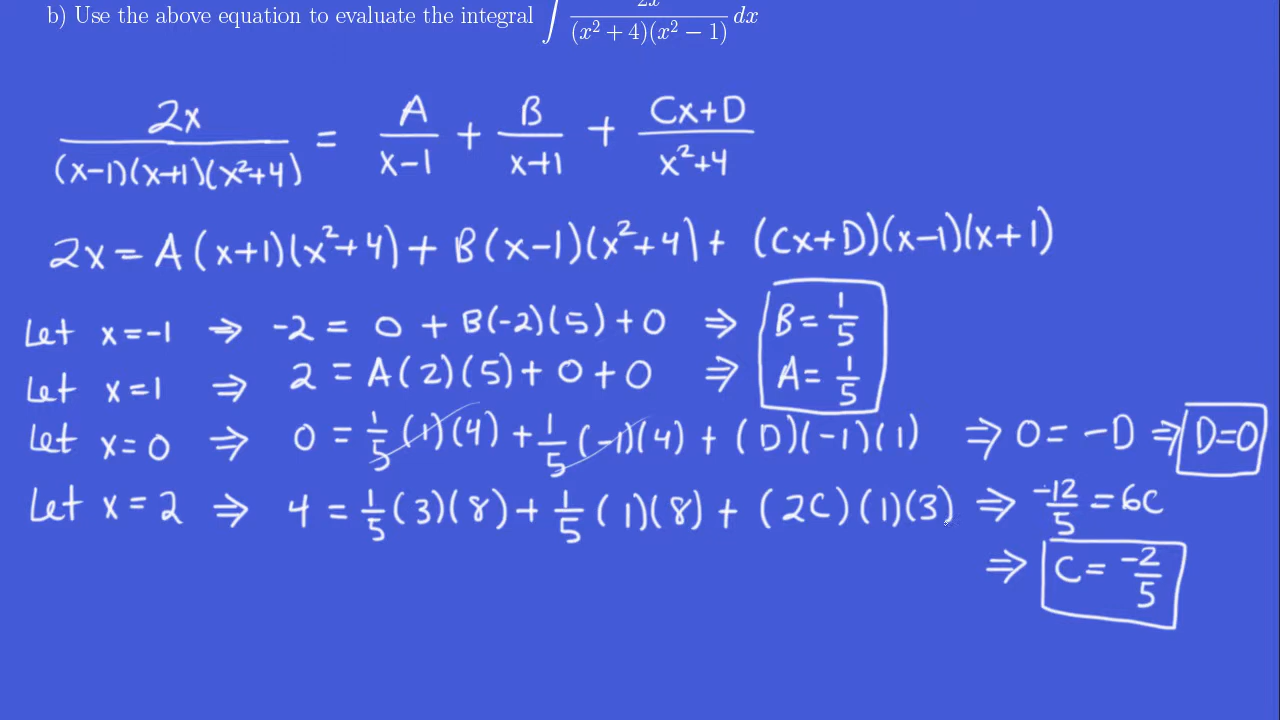 b) Use the above equation to evaluate the integral ∫ 2x/((x² + 4)(x² − 1)) dx
2x/((x-1)(x+1)(x²+4)) = A/(x-1) + B/(x+1) + (Cx+D)/(x²+4)
2x = A(x+1)(x²+4) + B(x-1)(x²+4) + (Cx+D)(x-1)(x+1)
Let x=-1 ⇒ -2 = 0 + B(-2)(5) + 0 ⇒ B = 1/5
Let x=1 ⇒ 2 = A(2)(5) + 0 + 0 ⇒ A = 1/5
Let x=0 ⇒ 0 = 1/5 (1)(4) + 1/5 (-1)(4) + (D)(-1)(1) ⇒ 0 = -D ⇒ D=0
Let x=2 ⇒ 4 = 1/5 (3)(8) + 1/5 (1)(8) + (2C)(1)(3) ⇒ -12/5 = 6C
⇒ C = -2/5